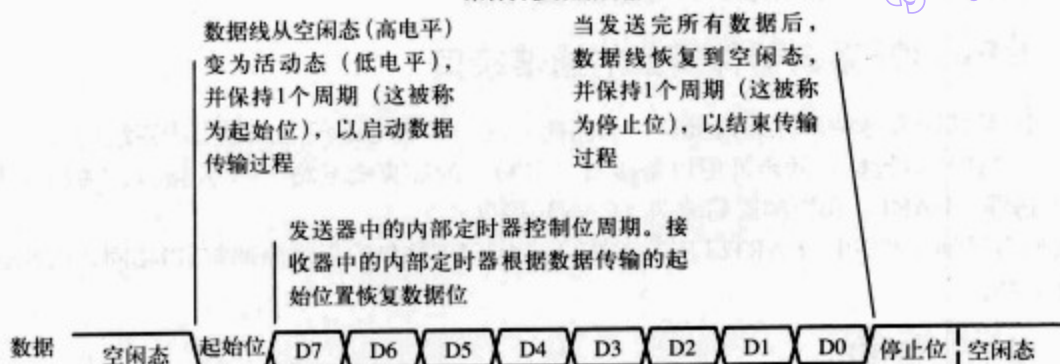 数据线从空闲态(高电平)
变为活动态(低电平),
并保持1个周期(这被称
为起始位),以启动数据
传输过程
当发送完所有数据后,
数据线恢复到空闲态,
并保持1个周期(这被称
为停止位),以结束传输
过程
发送器中的内部定时器控制位周期。接
收器中的内部定时器根据数据传输的起
始位置恢复数据位
数据 空闲态 起始位 D7 D6 D5 D4 D3 D2 D1 D0 停止位 空闲态